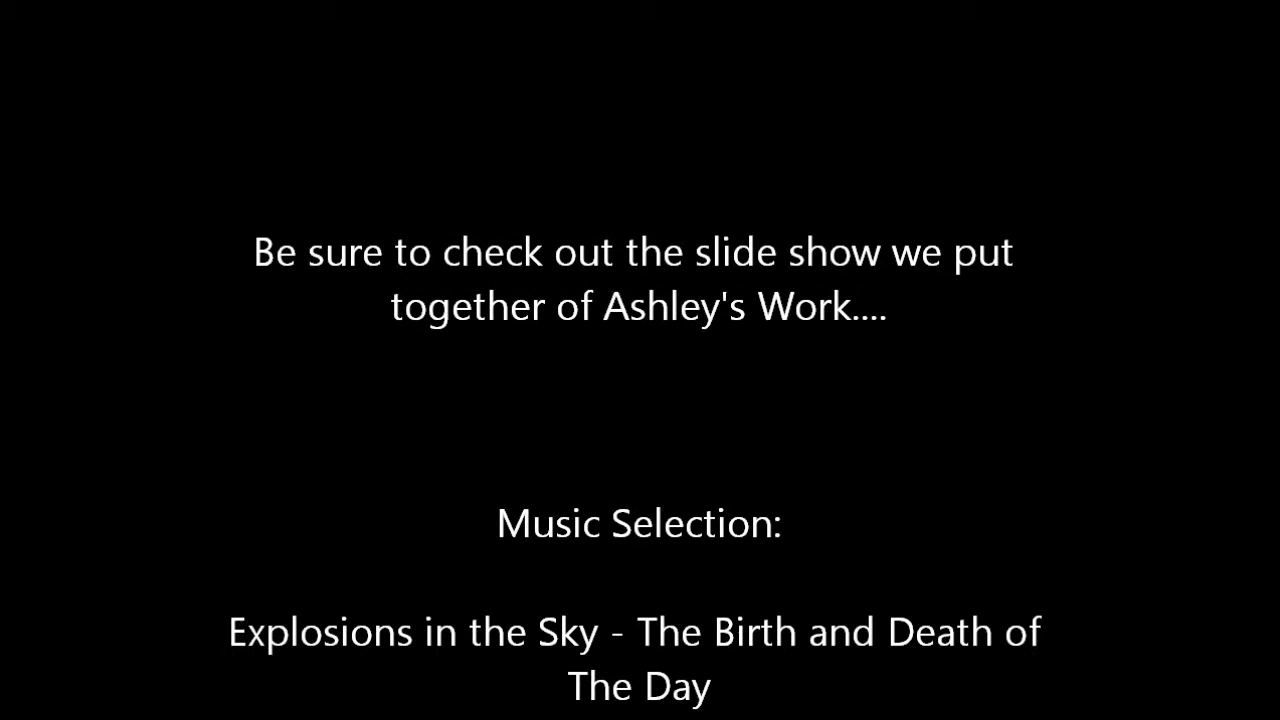 Be sure to check out the slide show we put
together of Ashley's Work....
Music Selection:
Explosions in the Sky - The Birth and Death of
The Day